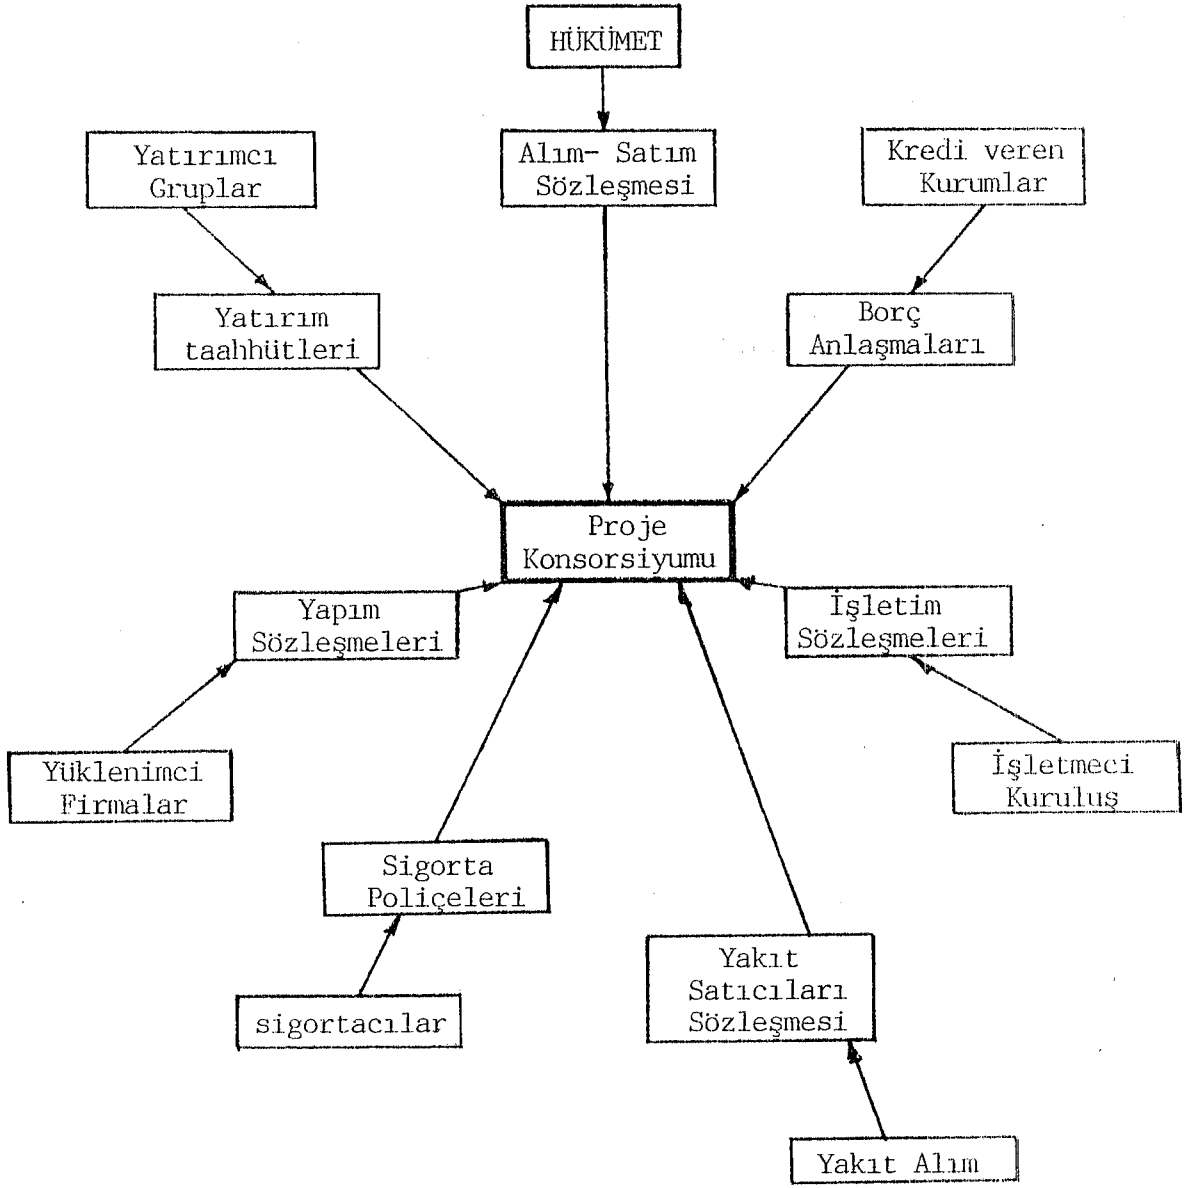 HÜKÜMET
Yatırımcı
Gruplar
Alım- Satım
Sözleşmesi
Kredi veren
Kurumlar
Yatırım
taahhütleri
Borç
Anlaşmaları
Proje
Konsorsiyumu
Yapım
Sözleşmeleri
İşletim
Sözleşmeleri
Yüklenimci
Firmalar
İşletmeci
Kuruluş
Sigorta
Poliçeleri
Yakıt
Satıcıları
Sözleşmesi
sigortacılar
Yakıt Alım